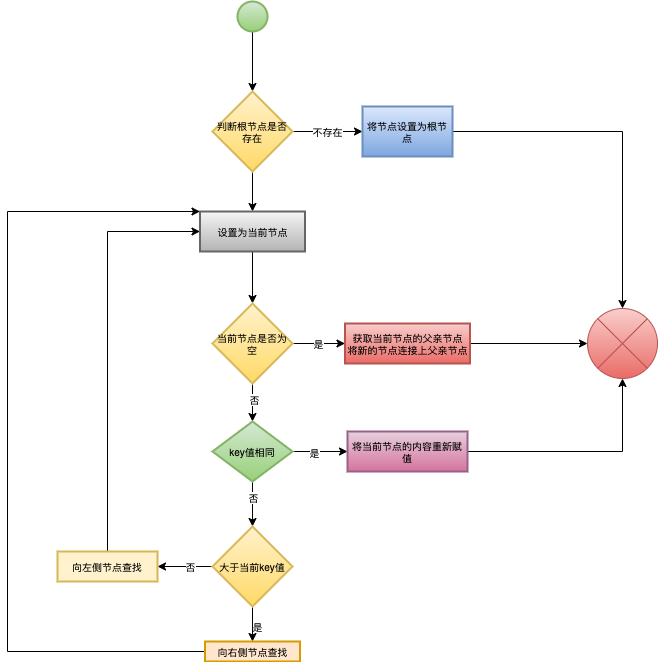 判断根节点是否
存在
不存在
将节点设置为根节
点
设置为当前节点
当前节点是否为
空
是
获取当前节点的父亲节点
将新的节点连接上父亲节点
否
key值相同
是
将当前节点的内容重新赋
值
否
大于当前key值
否
向左侧节点查找
是
向右侧节点查找